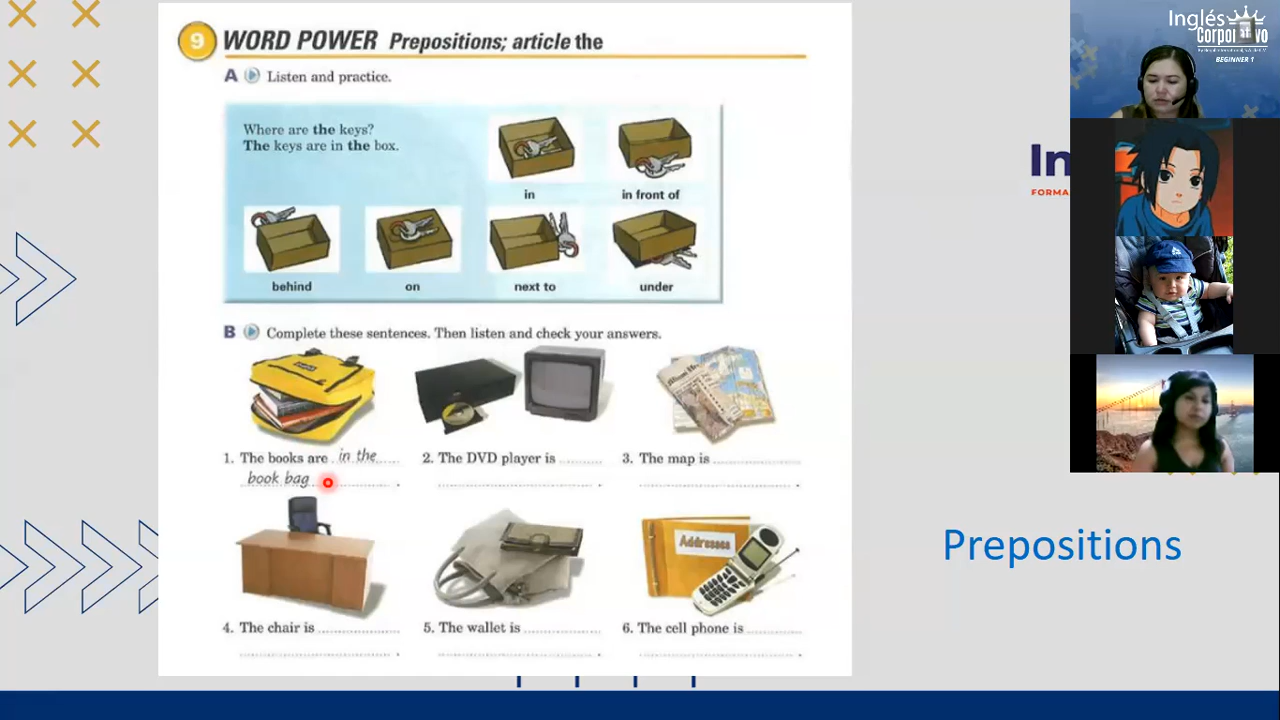 9 WORD POWER Prepositions; article the
A Listen and practice.
Where are the keys?
The keys are in the box.
in
in front of
behind
on
next to
under
B Complete these sentences. Then listen and check your answers.
1. The books are in the
book bag .
2. The DVD player is
.
3. The map is
.
Addresses
4. The chair is
.
5. The wallet is
.
6. The cell phone is
.
Prepositions
In
FORMA
Inglés
Corporativo
BEGINNER 1